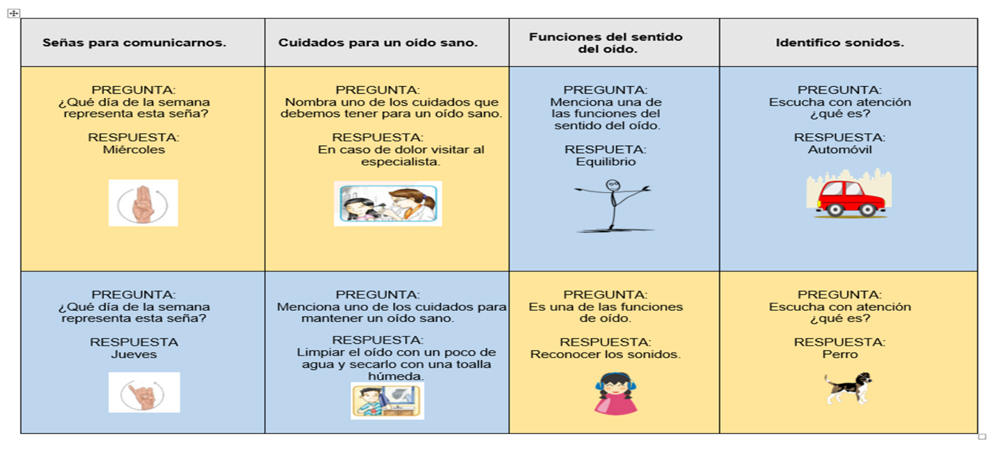 Señas para comunicarnos.
Cuidados para un oído sano.
Funciones del sentido
del oído.
Identifico sonidos.
PREGUNTA:
¿Qué día de la semana
representa esta seña?
RESPUESTA:
Miércoles
PREGUNTA:
Nombra uno de los cuidados que
debemos tener para un oído sano.
RESPUESTA:
En caso de dolor visitar al
especialista.
PREGUNTA:
Menciona una de
las funciones del
sentido del oído.
RESPUETA:
Equilibrio
PREGUNTA:
Escucha con atención
¿qué es?
RESPUESTA:
Automóvil
PREGUNTA:
¿Qué día de la semana
representa esta seña?
RESPUESTA
Jueves
PREGUNTA:
Menciona uno de los cuidados para
mantener un oído sano.
RESPUESTA:
Limpiar el oído con un poco de
agua y secarlo con una toalla
húmeda.
PREGUNTA:
Es una de las funciones
de oído.
RESPUESTA:
Reconocer los sonidos.
PREGUNTA:
Escucha con atención
¿qué es?
RESPUESTA:
Perro